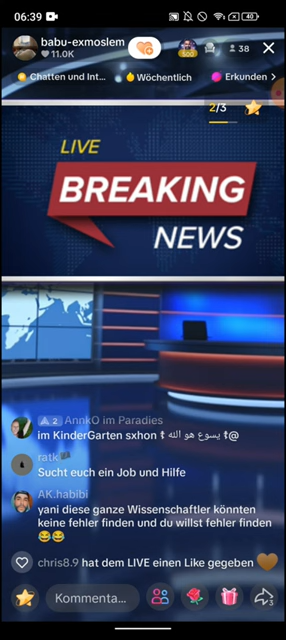 06:39
40
babu-exmoslem
11.0K
500
38
Chatten und Int...
Wöchentlich
Erkunden
2/3
LIVE
BREAKING
NEWS
2 AnnkO im Paradies
im KinderGarten sxhon ✝️ يسوع هو الله ✝️@
ratk🏴
Sucht euch ein Job und Hilfe
AK.habibi
yani diese ganze Wissenschaftler könnten
keine fehler finden und du willst fehler finden
😂😂
chris8.9 hat dem LIVE einen Like gegeben
Kommenta...
3